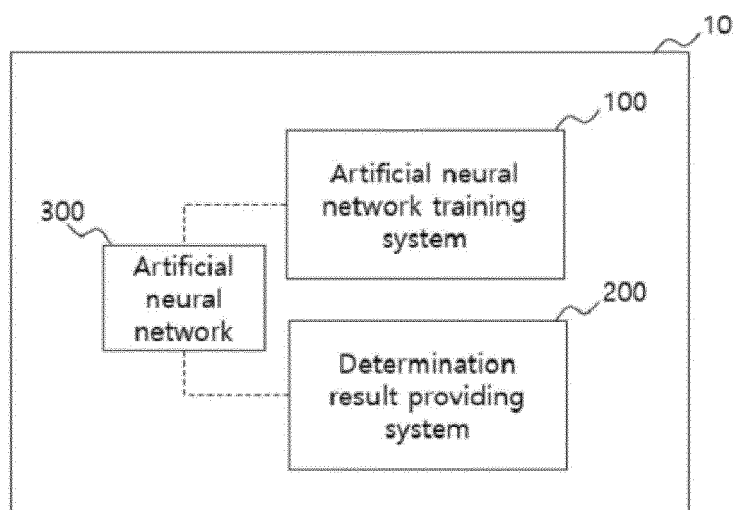 10
100
Artificial neural
network training
system
300
Artificial
neural
network
200
Determination
result providing
system